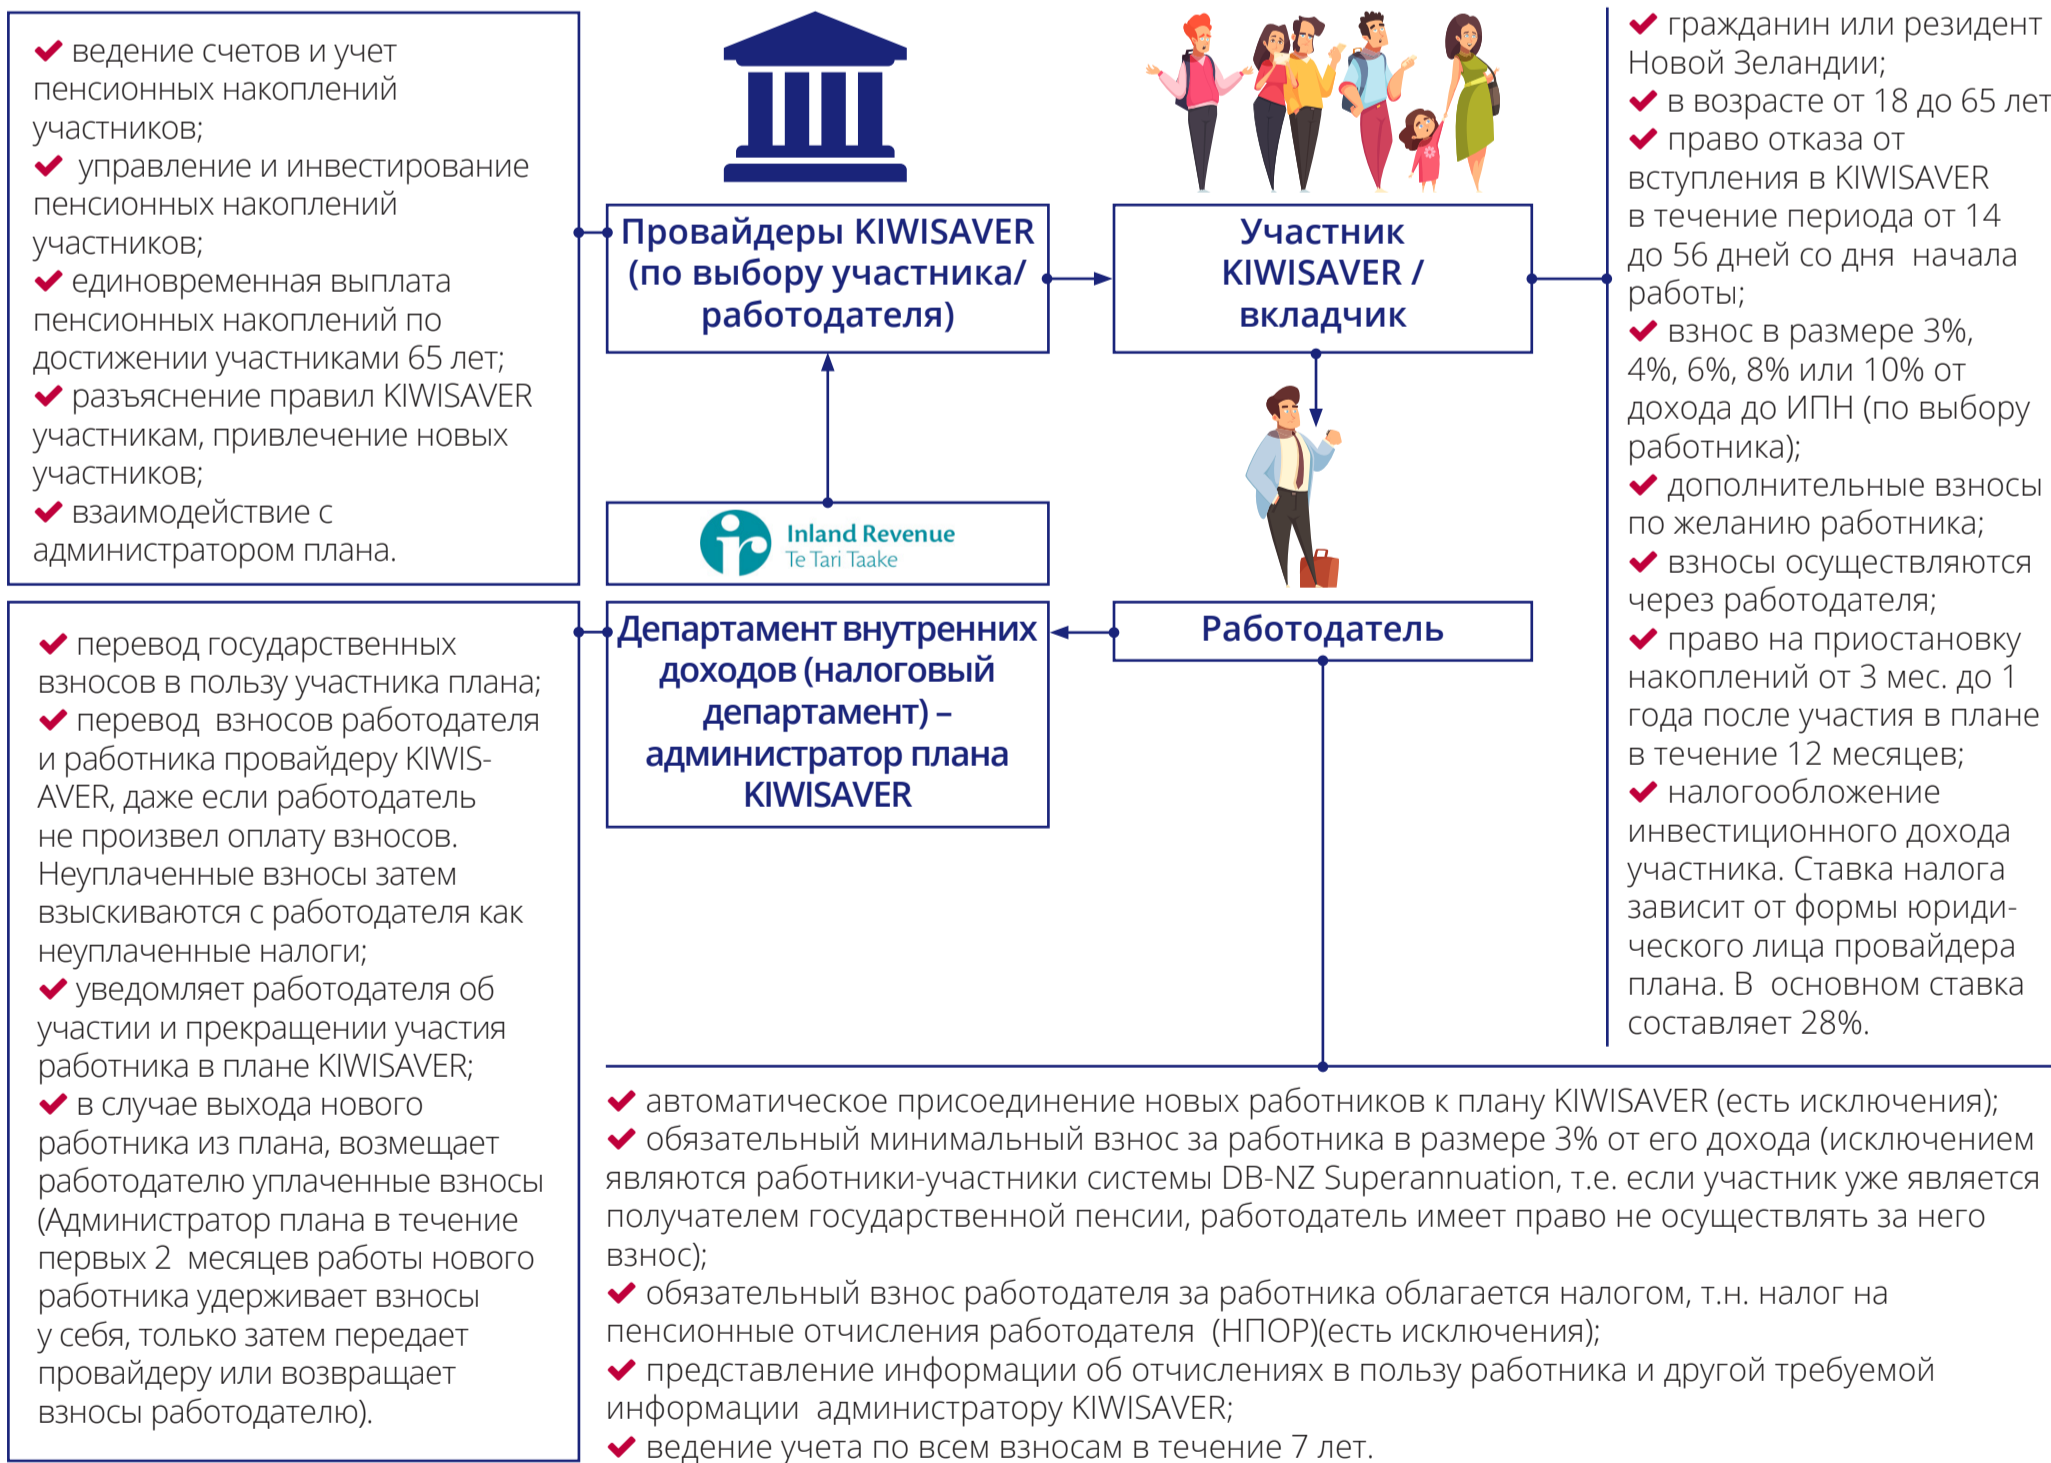 ✔ ведение счетов и учет
пенсионных накоплений
участников;
✔ управление и инвестирование
пенсионных накоплений
участников;
✔ единовременная выплата
пенсионных накоплений по
достижении участниками 65 лет;
✔ разъяснение правил KIWISAVER
участникам, привлечение новых
участников;
✔ взаимодействие с
администратором плана.
Провайдеры KIWISAVER
(по выбору участника/
работодателя)
Участник
KIWISAVER /
вкладчик
✔ гражданин или резидент
Новой Зеландии;
✔ в возрасте от 18 до 65 лет
✔ право отказа от
вступления в KIWISAVER
в течение периода от 14
до 56 дней со дня начала
работы;
✔ взнос в размере 3%,
4%, 6%, 8% или 10% от
дохода до ИПН (по выбору
работника);
✔ дополнительные взносы
по желанию работника;
✔ взносы осуществляются
через работодателя;
✔ право на приостановку
накоплений от 3 мес. до 1
года после участия в плане
в течение 12 месяцев;
✔ налогообложение
инвестиционного дохода
участника. Ставка налога
зависит от формы юриди-
ческого лица провайдера
плана. В основном ставка
составляет 28%.
ir
Inland Revenue
Te Tari Taake
Департамент внутренних
доходов (налоговый
департамент) –
администратор плана
KIWISAVER
Работодатель
✔ перевод государственных
взносов в пользу участника плана;
✔ перевод взносов работодателя
и работника провайдеру KIWIS-
AVER, даже если работодатель
не произвел оплату взносов.
Неуплаченные взносы затем
взыскиваются с работодателя как
неуплаченные налоги;
✔ уведомляет работодателя об
участии и прекращении участия
работника в плане KIWISAVER;
✔ в случае выхода нового
работника из плана, возмещает
работодателю уплаченные взносы
(Администратор плана в течение
первых 2 месяцев работы нового
работника удерживает взносы
у себя, только затем передает
провайдеру или возвращает
взносы работодателю).
✔ автоматическое присоединение новых работников к плану KIWISAVER (есть исключения);
✔ обязательный минимальный взнос за работника в размере 3% от его дохода (исключением
являются работники-участники системы DB-NZ Superannuation, т.е. если участник уже является
получателем государственной пенсии, работодатель имеет право не осуществлять за него
взнос);
✔ обязательный взнос работодателя за работника облагается налогом, т.н. налог на
пенсионные отчисления работодателя (НПОР)(есть исключения);
✔ представление информации об отчислениях в пользу работника и другой требуемой
информации администратору KIWISAVER;
✔ ведение учета по всем взносам в течение 7 лет.